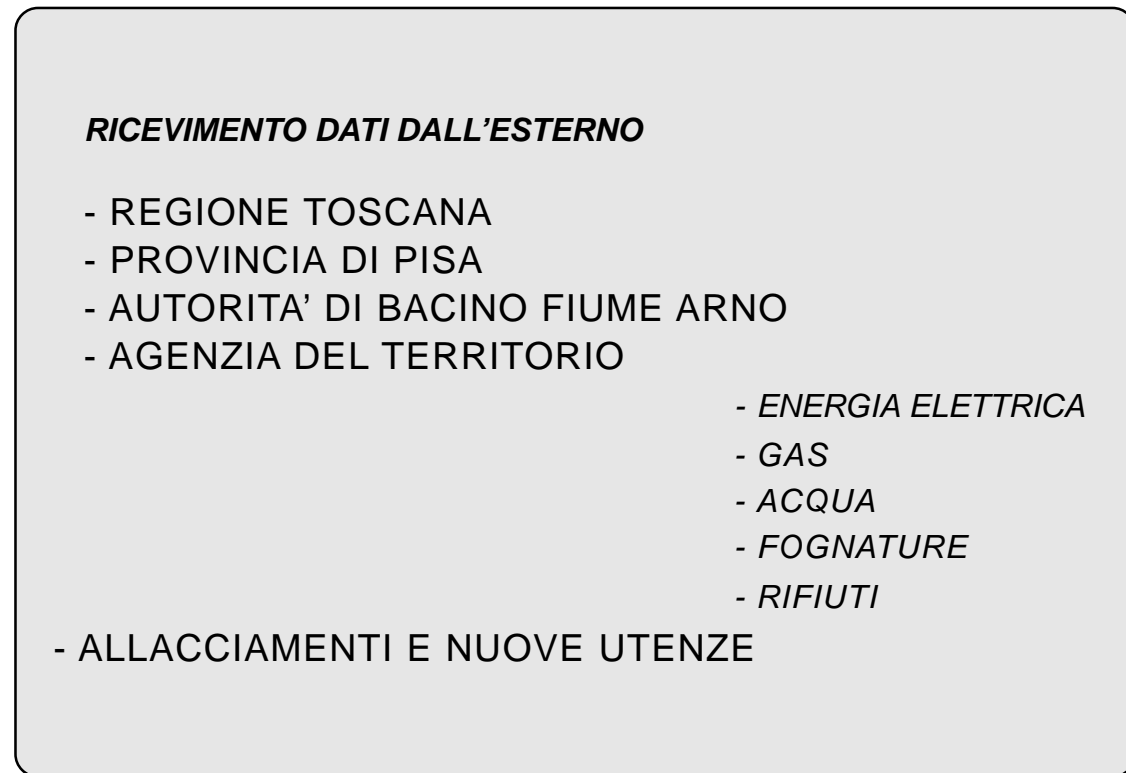 RICEVIMENTO DATI DALL’ESTERNO
- REGIONE TOSCANA
- PROVINCIA DI PISA
- AUTORITA’ DI BACINO FIUME ARNO
- AGENZIA DEL TERRITORIO
- ENERGIA ELETTRICA
- GAS
- ACQUA
- FOGNATURE
- RIFIUTI
- ALLACCIAMENTI E NUOVE UTENZE